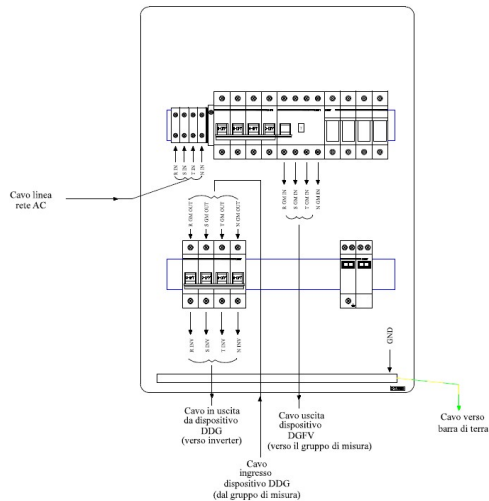 R IN
S IN
T IN
N IN
Cavo linea
rete AC
R GM OUT
S GM OUT
T GM OUT
N GM OUT
R GM IN
S GM IN
T GM IN
N GM IN
R INV
S INV
T INV
N INV
GND
Cavo in uscita
da dispositivo
DDG
(verso inverter)
Cavo uscita
dispositivo
DGFV
(verso il gruppo di misura)
Cavo verso
barra di terra
Cavo
ingresso
dispositivo DDG
(dal gruppo di misura)